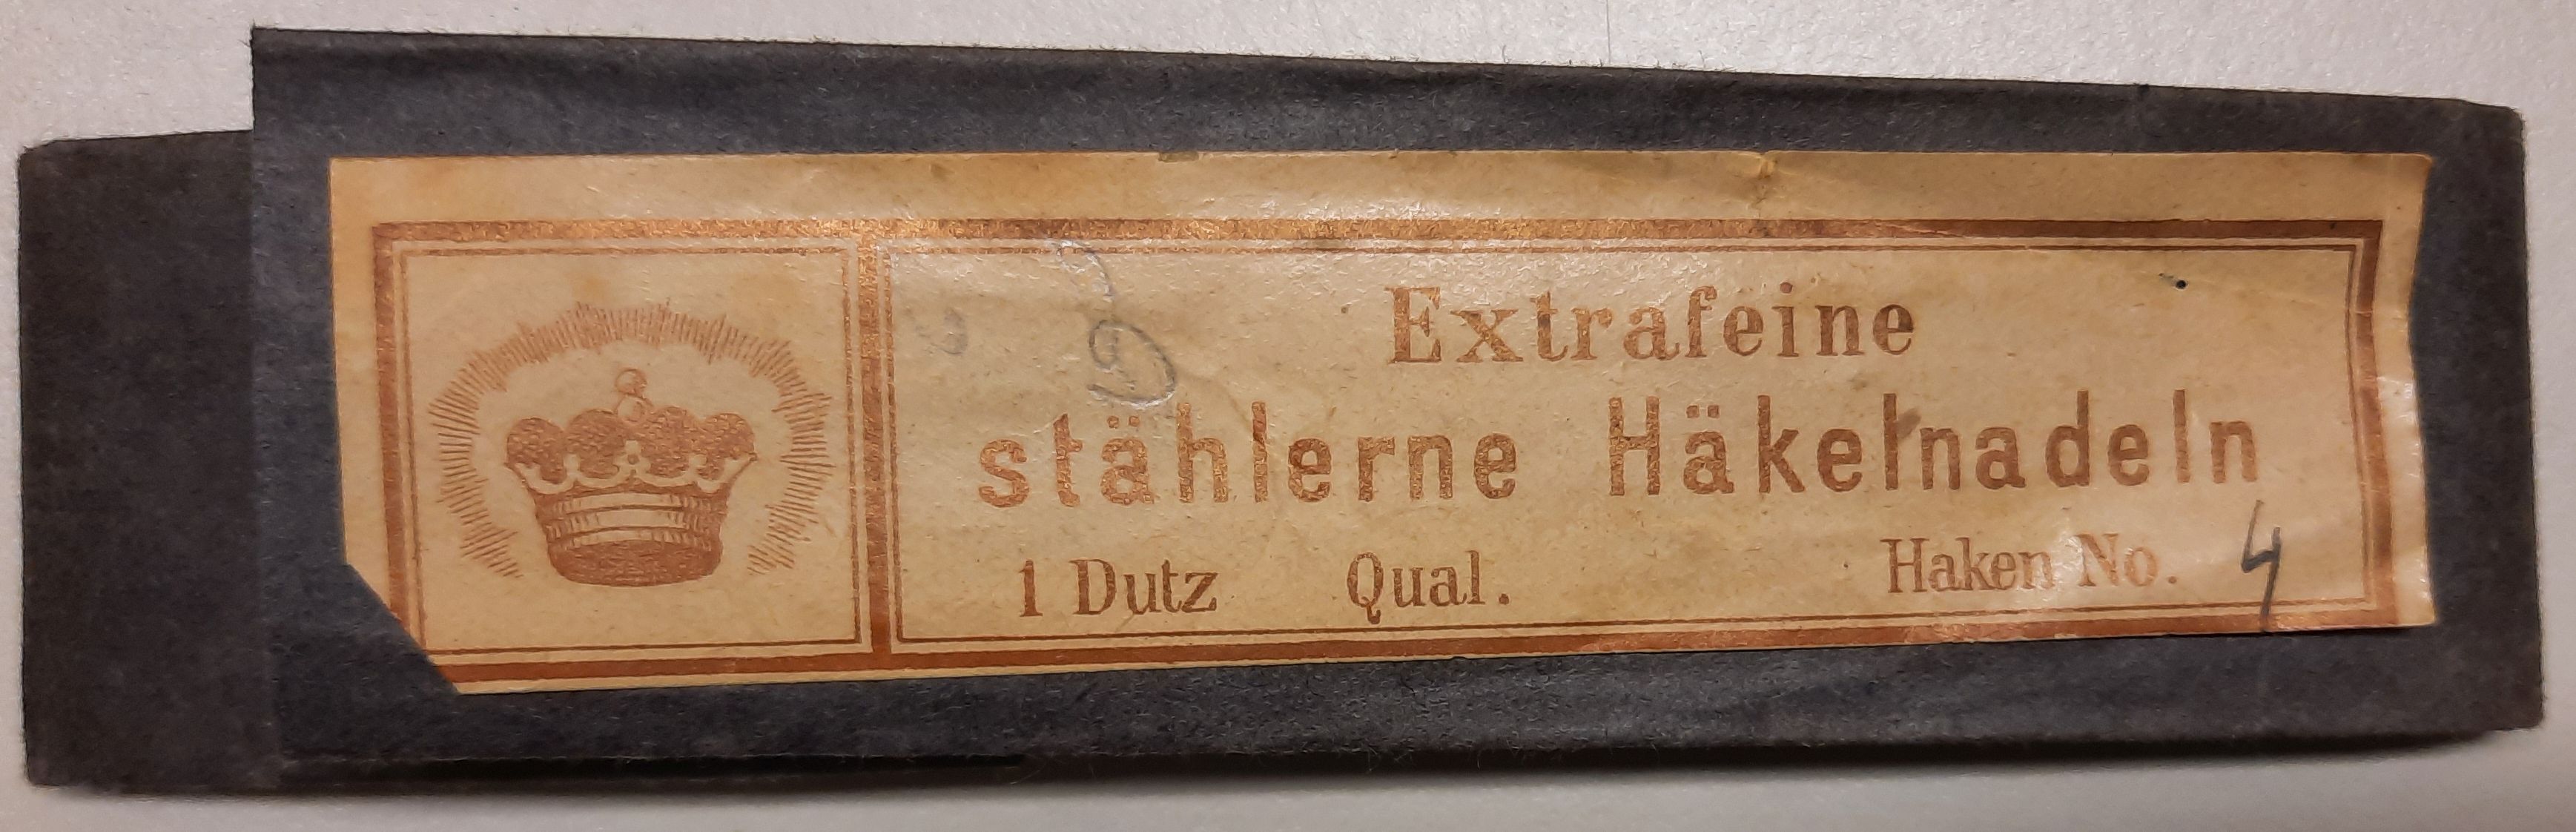 Extrafeine
stählerne Häkelnadeln
1 Dutz Qual. Haken No. 4